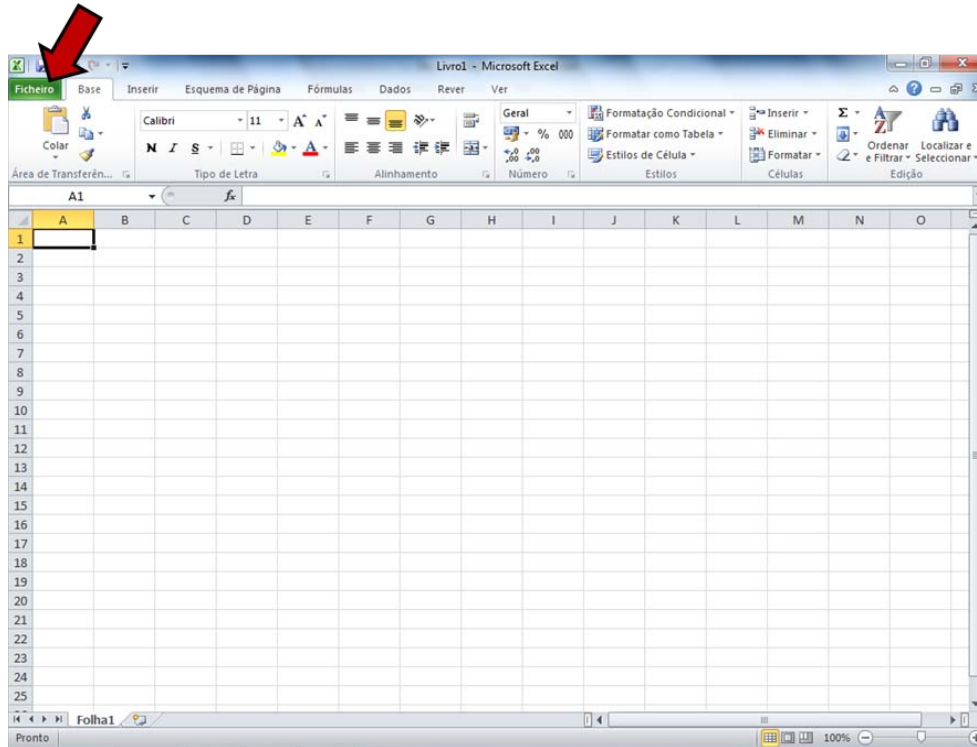 Livro1 - Microsoft Excel
Ficheiro Base Inserir Esquema de Página Fórmulas Dados Rever Ver
Calibri 11 A A Geral Formatação Condicional Inserir Σ
Colar % 000 Formatar como Tabela Eliminar Ordenar e Filtrar Localizar e Seleccionar
N I S A ,00 ,0 Estilos de Célula Formatar
Área de Transferên... Tipo de Letra Alinhamento Número Estilos Células Edição
A1 fx
A B C D E F G H I J K L M N O
1
2
3
4
5
6
7
8
9
10
11
12
13
14
15
16
17
18
19
20
21
22
23
24
25
Folha1
Pronto 100%